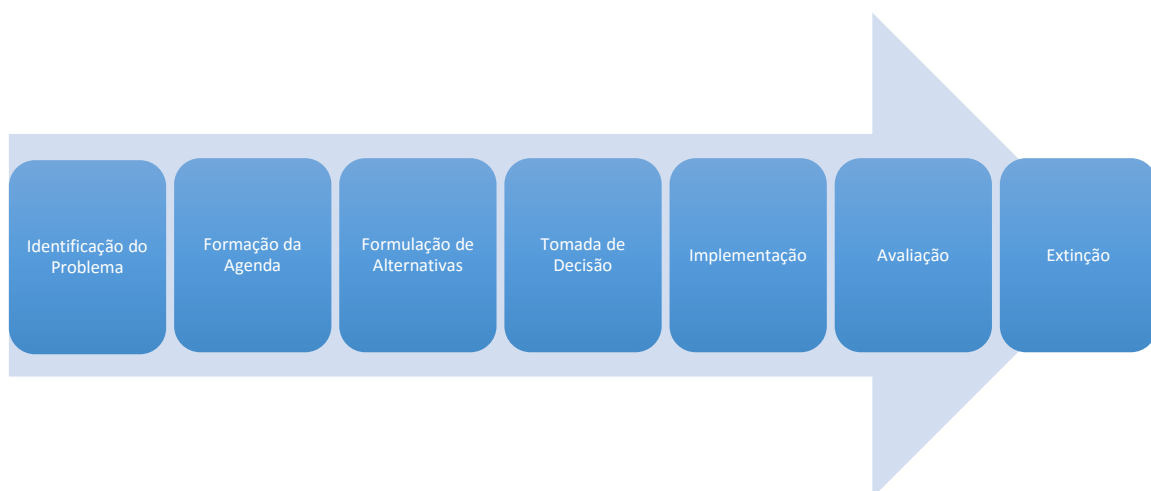 Identificação do
Problema
Formação da
Agenda
Formulação de
Alternativas
Tomada de
Decisão
Implementação
Avaliação
Extinção